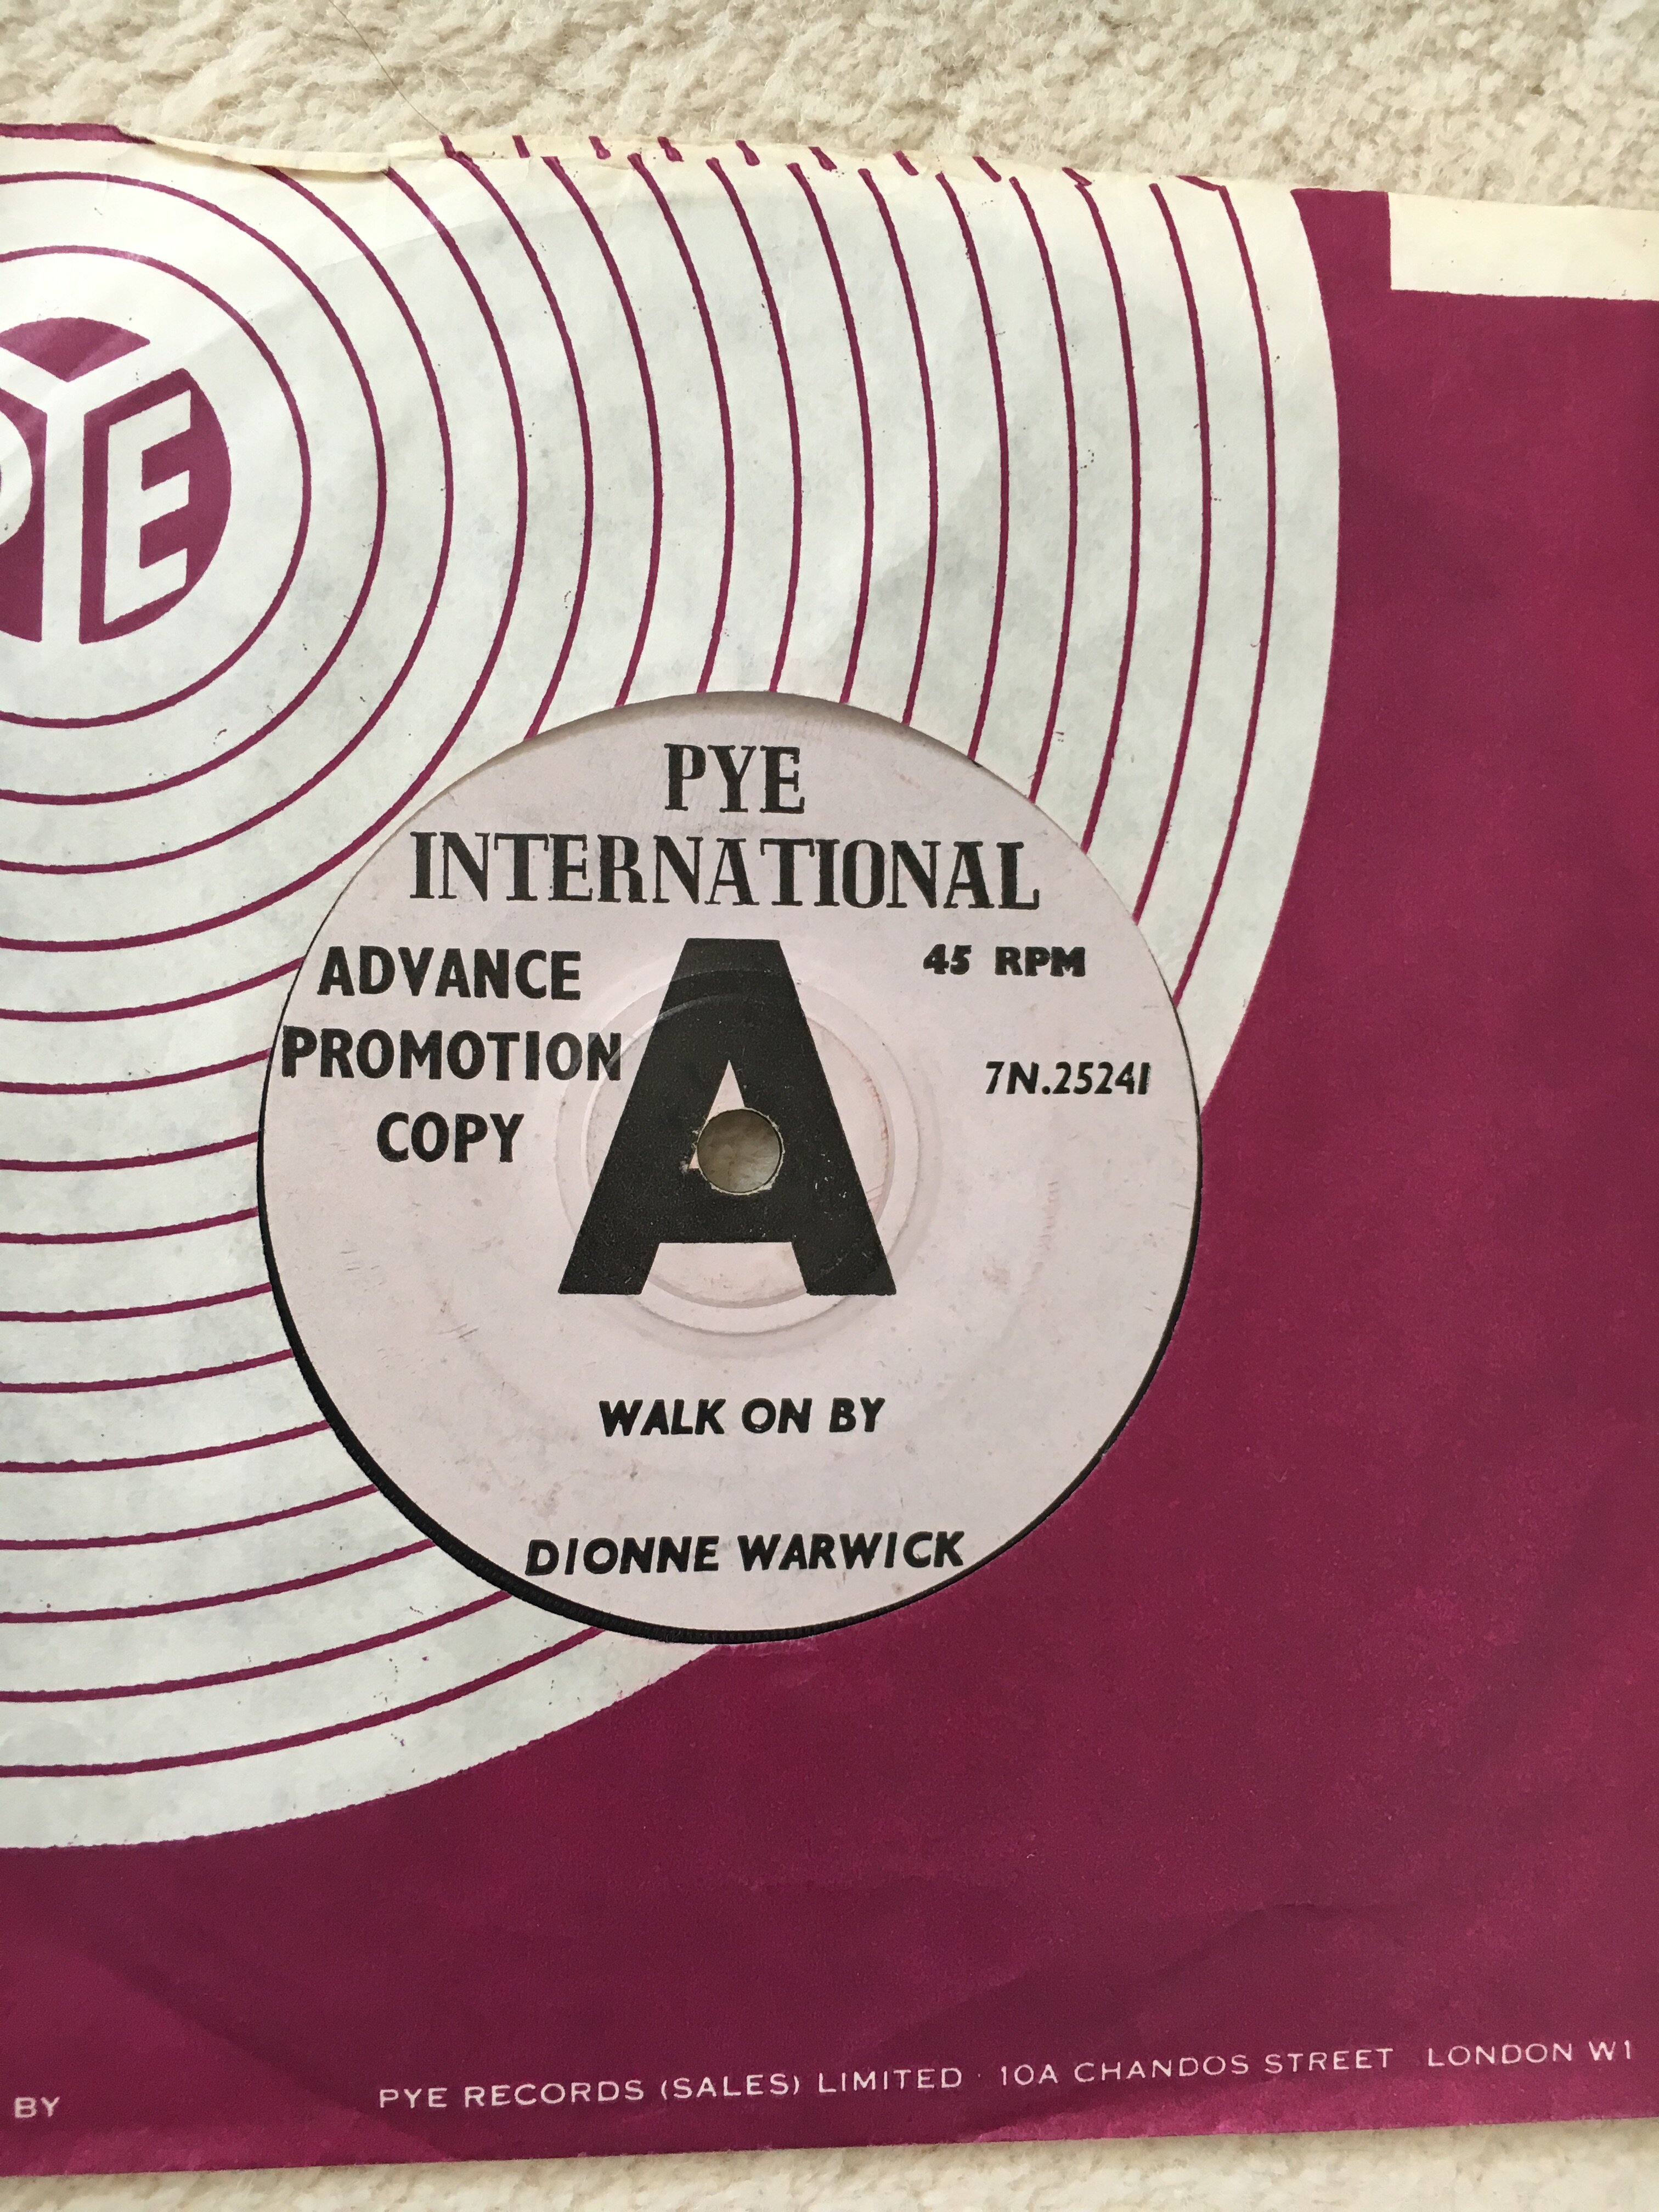 PYE
PYE
INTERNATIONAL
ADVANCE
PROMOTION
COPY
A
45 RPM
7N.25241
WALK ON BY
DIONNE WARWICK
BY
PYE RECORDS (SALES) LIMITED · 10A CHANDOS STREET LONDON W1